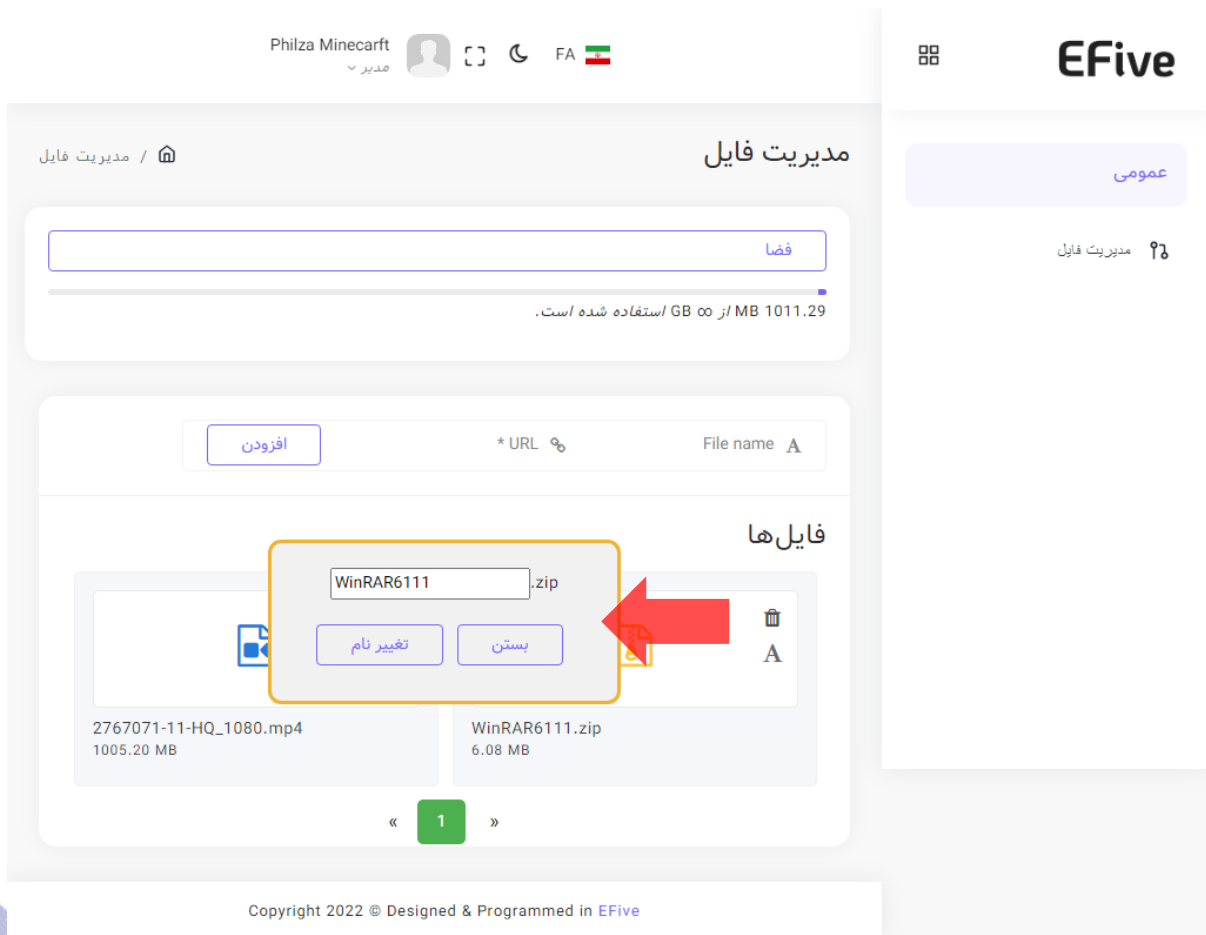 EFive
Philza Minecarft
مدیر
FA
عمومی
مدیریت فایل
مدیریت فایل
/ مدیریت فایل
فضا
1011.29 MB از ∞ GB استفاده شده است.
A File name
URL *
افزودن
فایل‌ها
WinRAR6111.zip
بستن
تغییر نام
A
WinRAR6111.zip
6.08 MB
2767071-11-HQ_1080.mp4
1005.20 MB
« 1 »
Copyright 2022 © Designed & Programmed in EFive